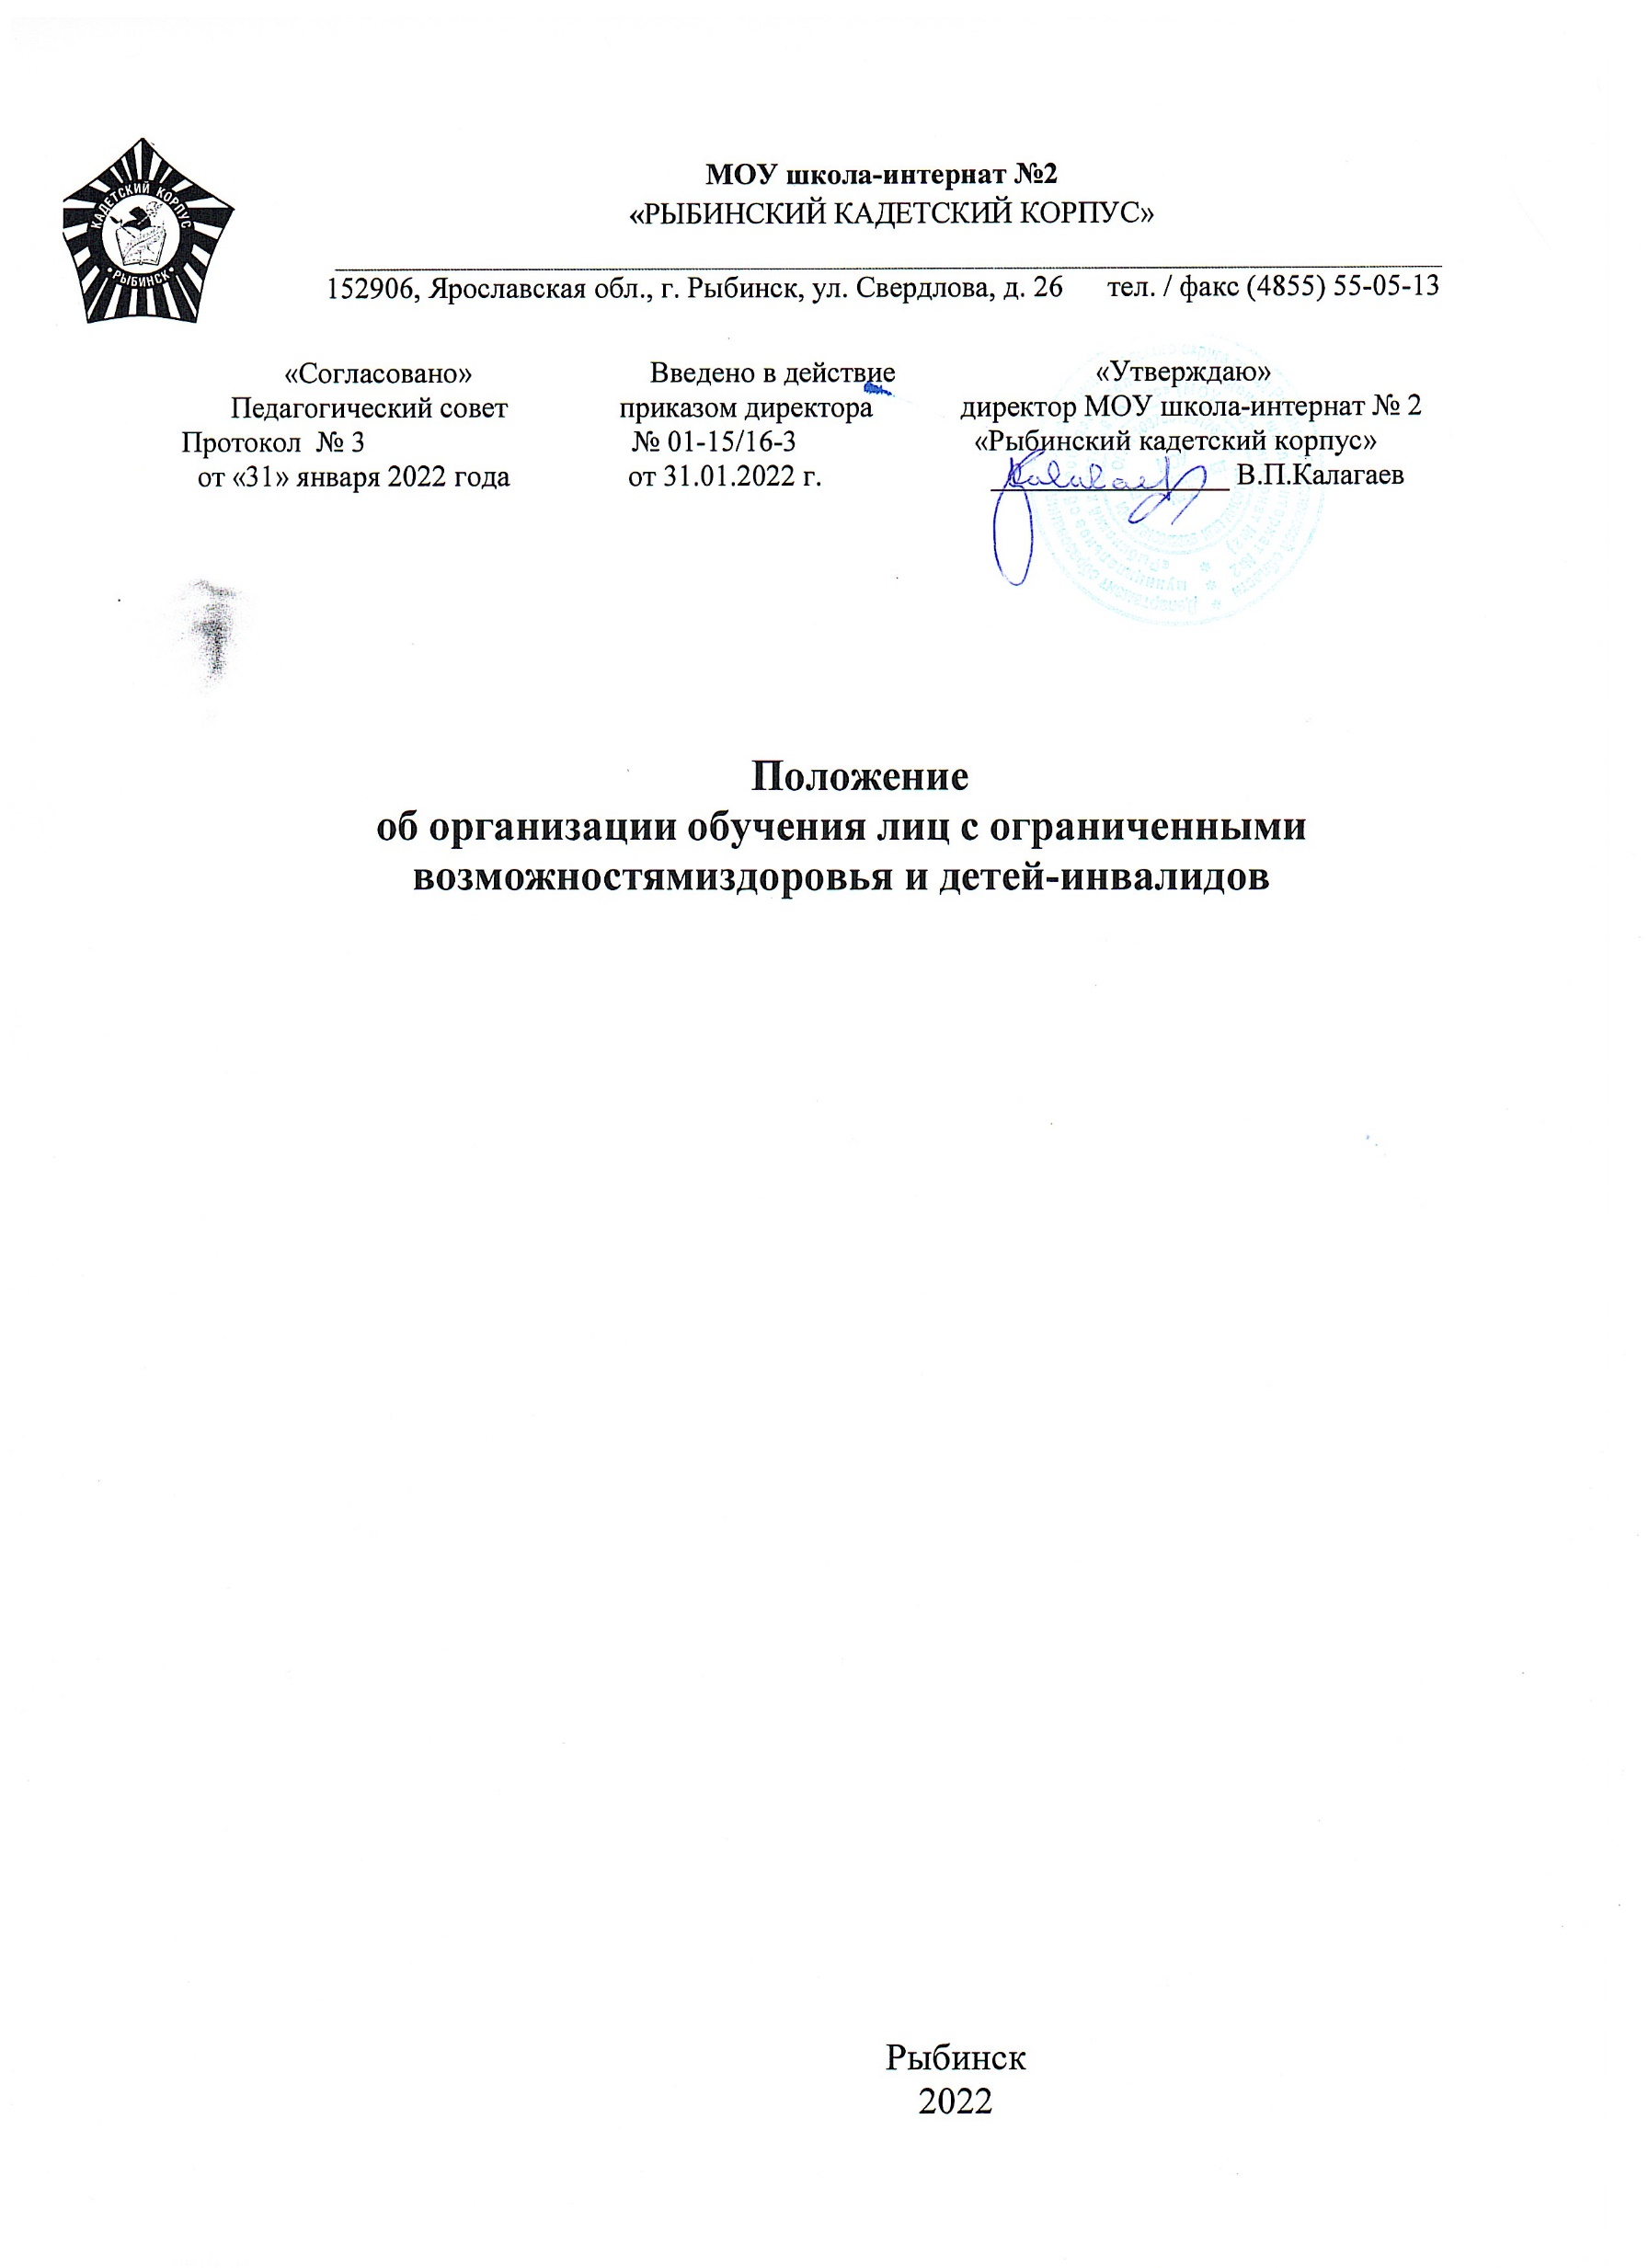 КАДЕТСКИЙ КОРПУС
• РЫБИНСК •
МОУ школа-интернат №2
«РЫБИНСКИЙ КАДЕТСКИЙ КОРПУС»
152906, Ярославская обл., г. Рыбинск, ул. Свердлова, д. 26 тел. / факс (4855) 55-05-13
«Согласовано» Введено в действие «Утверждаю»
Педагогический совет приказом директора директор МОУ школа-интернат № 2
Протокол № 3 № 01-15/16-3 «Рыбинский кадетский корпус»
от «31» января 2022 года от 31.01.2022 г. В.П.Калагаев
Положение
об организации обучения лиц с ограниченными
возможностямиздоровья и детей-инвалидов
Рыбинск
2022